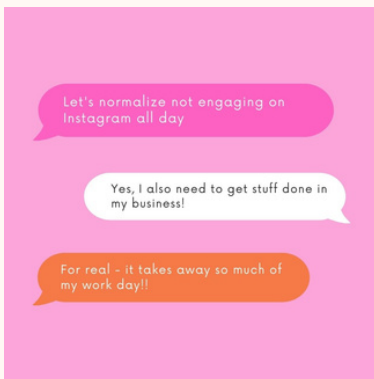 Let's normalize not engaging on
Instagram all day
Yes, I also need to get stuff done in
my business!
For real - it takes away so much of
my work day!!